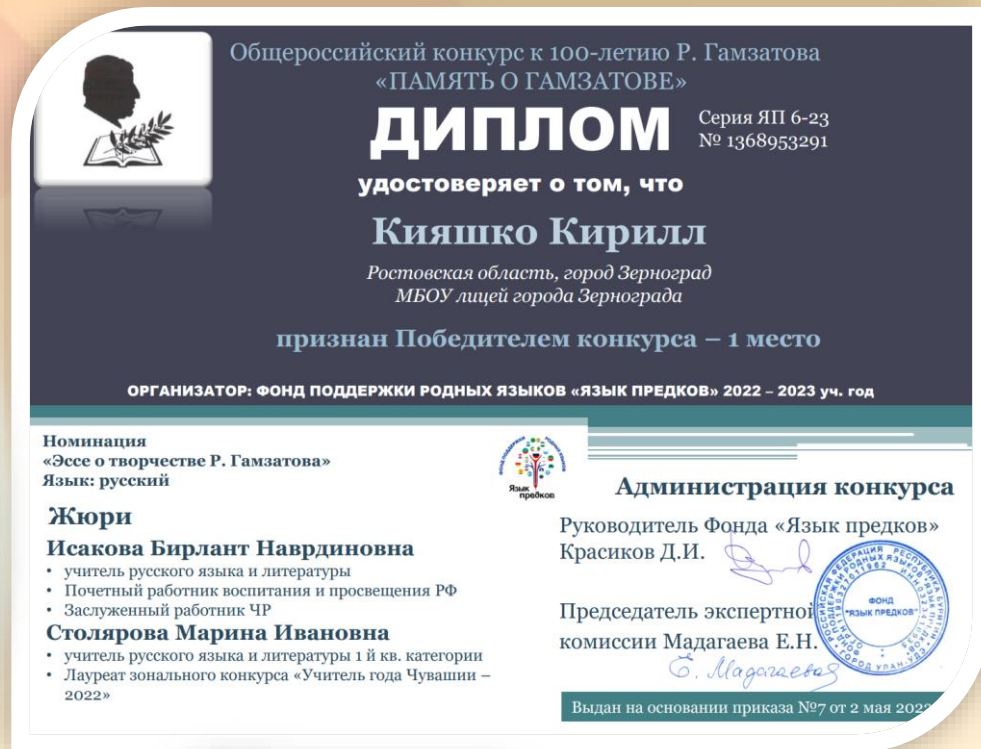 Общероссийский конкурс к 100-летию Р. Гамзатова
«ПАМЯТЬ О ГАМЗАТОВЕ»
ДИПЛОМ
Серия ЯП 6-23
№ 1368953291
удостоверяет о том, что
Кияшко Кирилл
Ростовская область, город Зерноград
МБОУ лицей города Зернограда
признан Победителем конкурса – 1 место
ОРГАНИЗАТОР: ФОНД ПОДДЕРЖКИ РОДНЫХ ЯЗЫКОВ «ЯЗЫК ПРЕДКОВ» 2022 – 2023 уч. год
Номинация
«Эссе о творчестве Р. Гамзатова»
Язык: русский
Жюри
Исакова Бирлант Наврдиновна
• учитель русского языка и литературы
• Почетный работник воспитания и просвещения РФ
• Заслуженный работник ЧР
Столярова Марина Ивановна
• учитель русского языка и литературы 1 й кв. категории
• Лауреат зонального конкурса «Учитель года Чувашии –
2022»
Язык
предков
Администрация конкурса
Руководитель Фонда «Язык предков»
Красиков Д.И.
Председатель экспертной
комиссии Мадагаева Е.Н.
Е. Мадагаева
ФОНД
"ЯЗЫК ПРЕДКОВ"
Выдан на основании приказа №7 от 2 мая